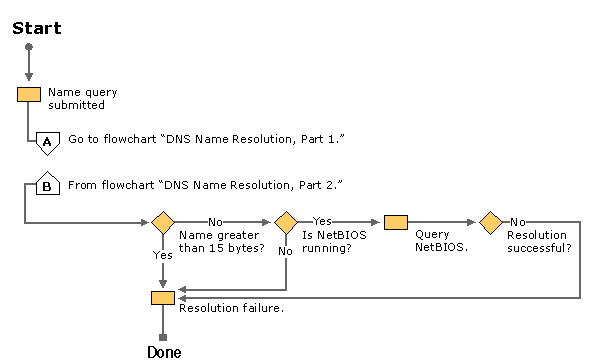 Start
Name query
submitted
A
Go to flowchart “DNS Name Resolution, Part 1.”
B
From flowchart “DNS Name Resolution, Part 2.”
No
Yes
No
Name greater
than 15 bytes?
Is NetBIOS
running?
Query
NetBIOS.
Resolution
successful?
Yes
No
Resolution failure.
Done